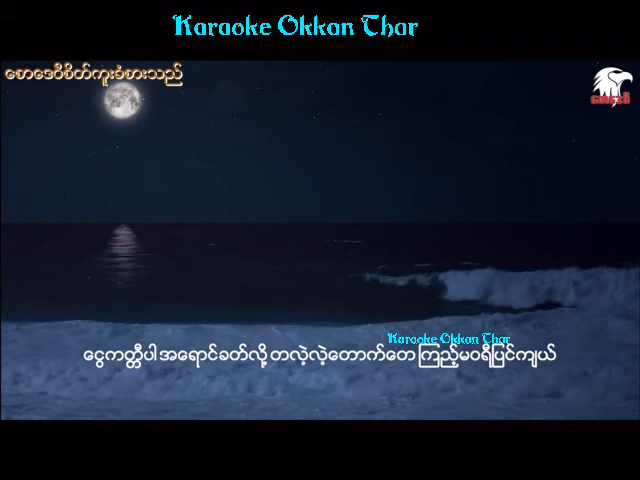 Karaoke Okkan Thar
စောဒေဝီစိတ်ကူးခံစားသည်
Karaoke Okkan Thar
ငွေကတ္တီပါ အရောင်ခတ်လို့ တလဲ့လဲ့တောက်တေ ကြည့်မဝရီပြင်ကျယ်